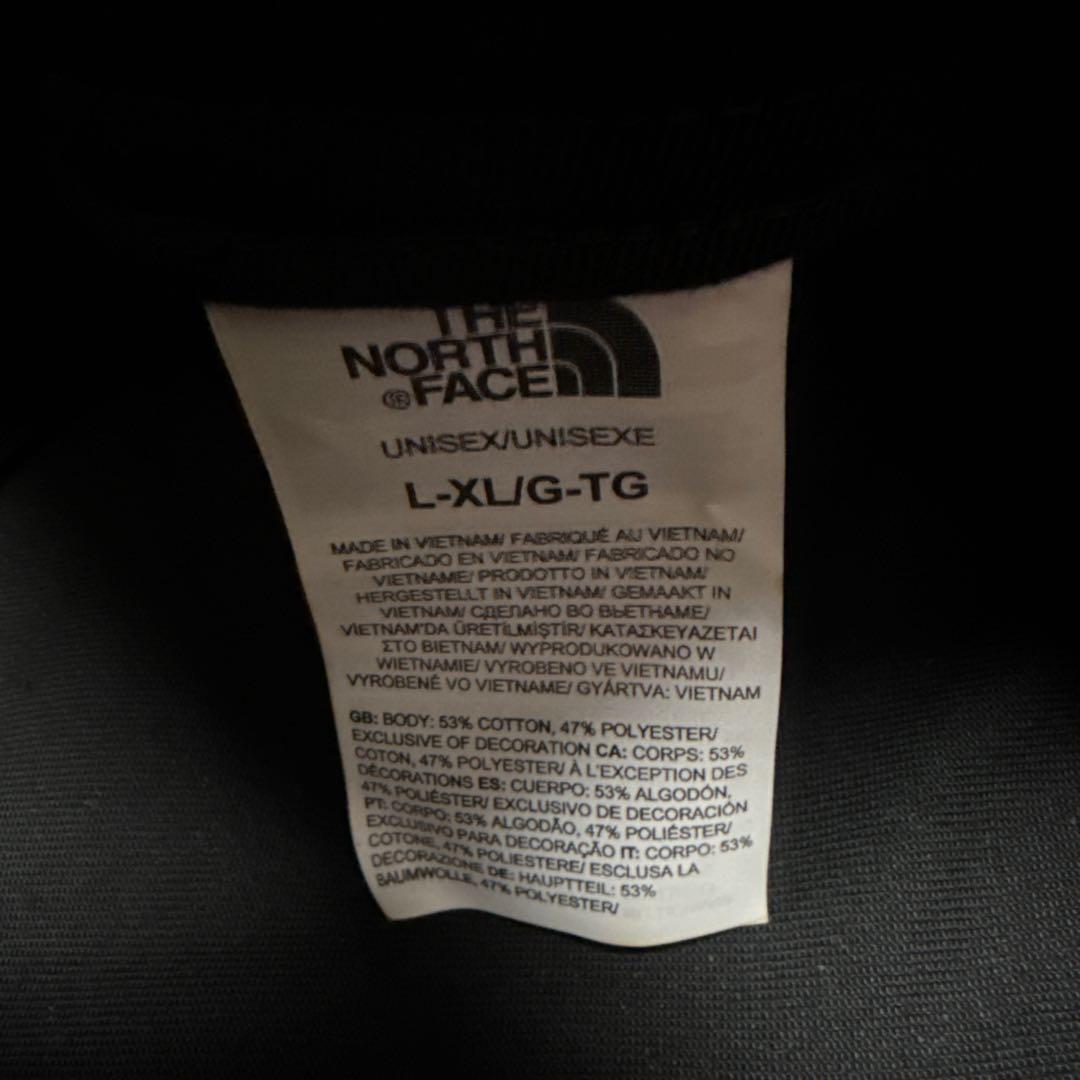 THE
NORTH
FACE
UNISEX/UNISEXE
L-XL/G-TG
MADE IN VIETNAM/ FABRIQUÉ AU VIETNAM/
FABRICADO EN VIETNAM/ FABRICADO NO
VIETNAME/ PRODOTTO IN VIETNAM/
HERGESTELLT IN VIETNAM/ GEMAAKT IN
VIETNAM/ СДЕЛАНО ВО ВЬЕТНАМЕ/
VIETNAM'DA ÜRETİLMİŞTİR/ ΚΑΤΑΣΚΕΥΑΖΕΤΑΙ
ΣΤΟ ΒΙΕΤΝΑΜ/ WYPRODUKOWANO W
WIETNAMIE/ VYROBENO VE VIETNAMU/
VYROBENÉ VO VIETNAME/ GYÁRTVA: VIETNAM
GB: BODY: 53% COTTON, 47% POLYESTER/
EXCLUSIVE OF DECORATION CA: CORPS: 53%
COTON, 47% POLYESTER/ À L'EXCEPTION DES
DÉCORATIONS ES: CUERPO: 53% ALGODÓN,
47% POLIÉSTER/ EXCLUSIVO DE DECORACIÓN
PT: CORPO: 53% ALGODÃO, 47% POLIÉSTER/
EXCLUSIVO PARA DECORAÇÃO IT: CORPO: 53%
COTONE, 47% POLIESTERE/ ESCLUSA LA
DECORAZIONE DE: HAUPTTEIL: 53%
BAUMWOLLE, 47% POLYESTER/